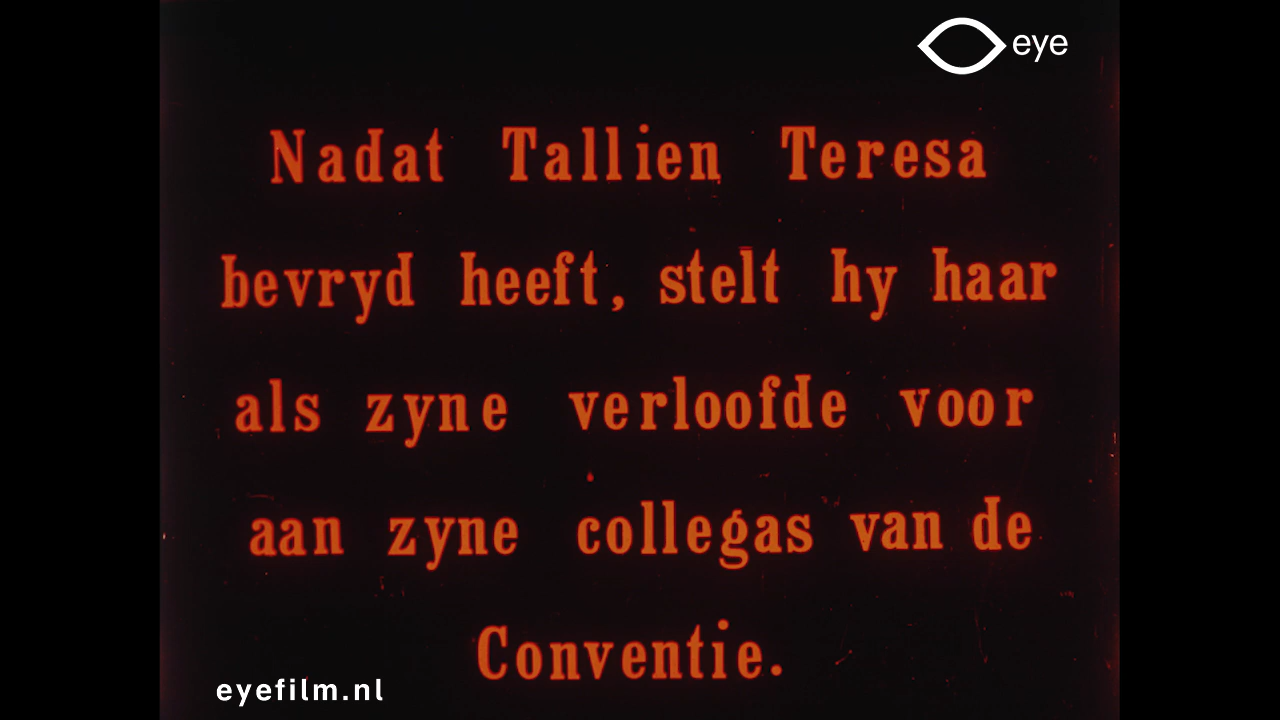 eye
Nadat Tallien Teresa
bevryd heeft, stelt hy haar
als zyne verloofde voor
aan zyne collegas van de
Conventie.
eyefilm.nl